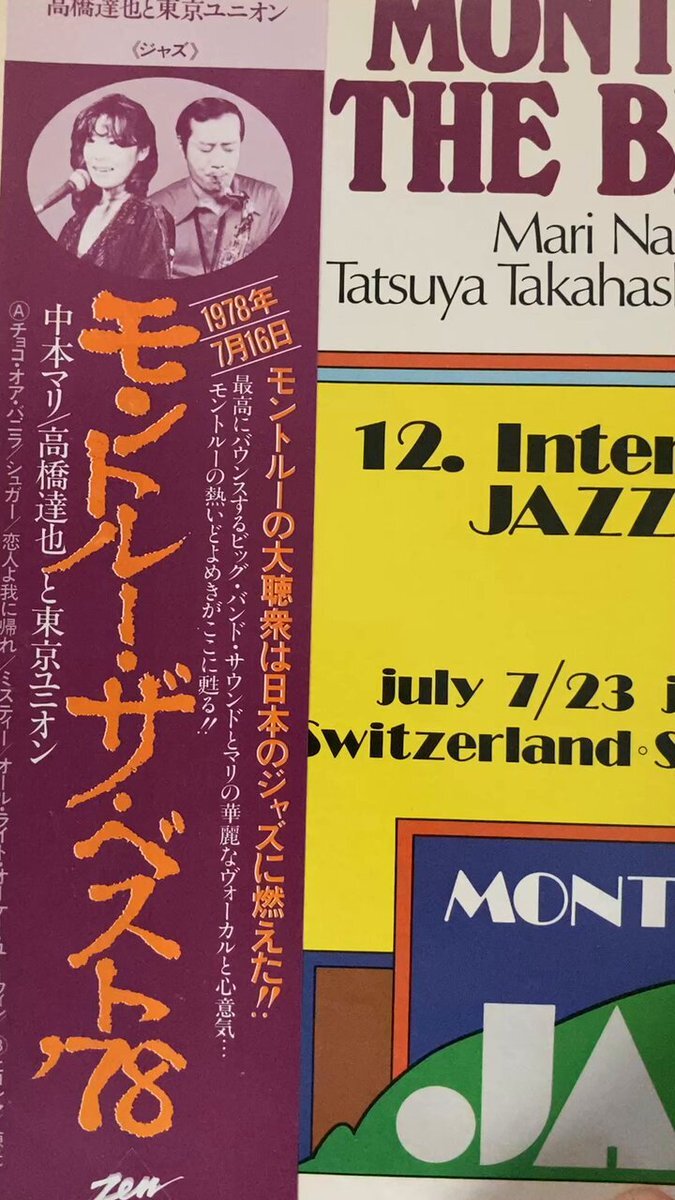 高橋達也と東京ユニオン
《ジャズ》
1978年
7月16日
モントルーの大聴衆は日本のジャズに燃えた!!
最高にバウンスするビッグ・バンド・サウンドとマリの華麗なヴォーカルと心意気…
モントルーの熱いどよめきがここに甦る!!
モントルー・ザ・ベスト'78
中本マリ/高橋達也と東京ユニオン
Ⓐチョコ・オア・バニラ/シュガー/恋人よ我に帰れ/ミスティー/オール・ライト・オーケー・ユー・ウィン/
Zen
MONT
THE B
Mari Na
Tatsuya Takahas
12. Inter
JAZZ
july 7/23 j
Switzerland・S
MONT
JA